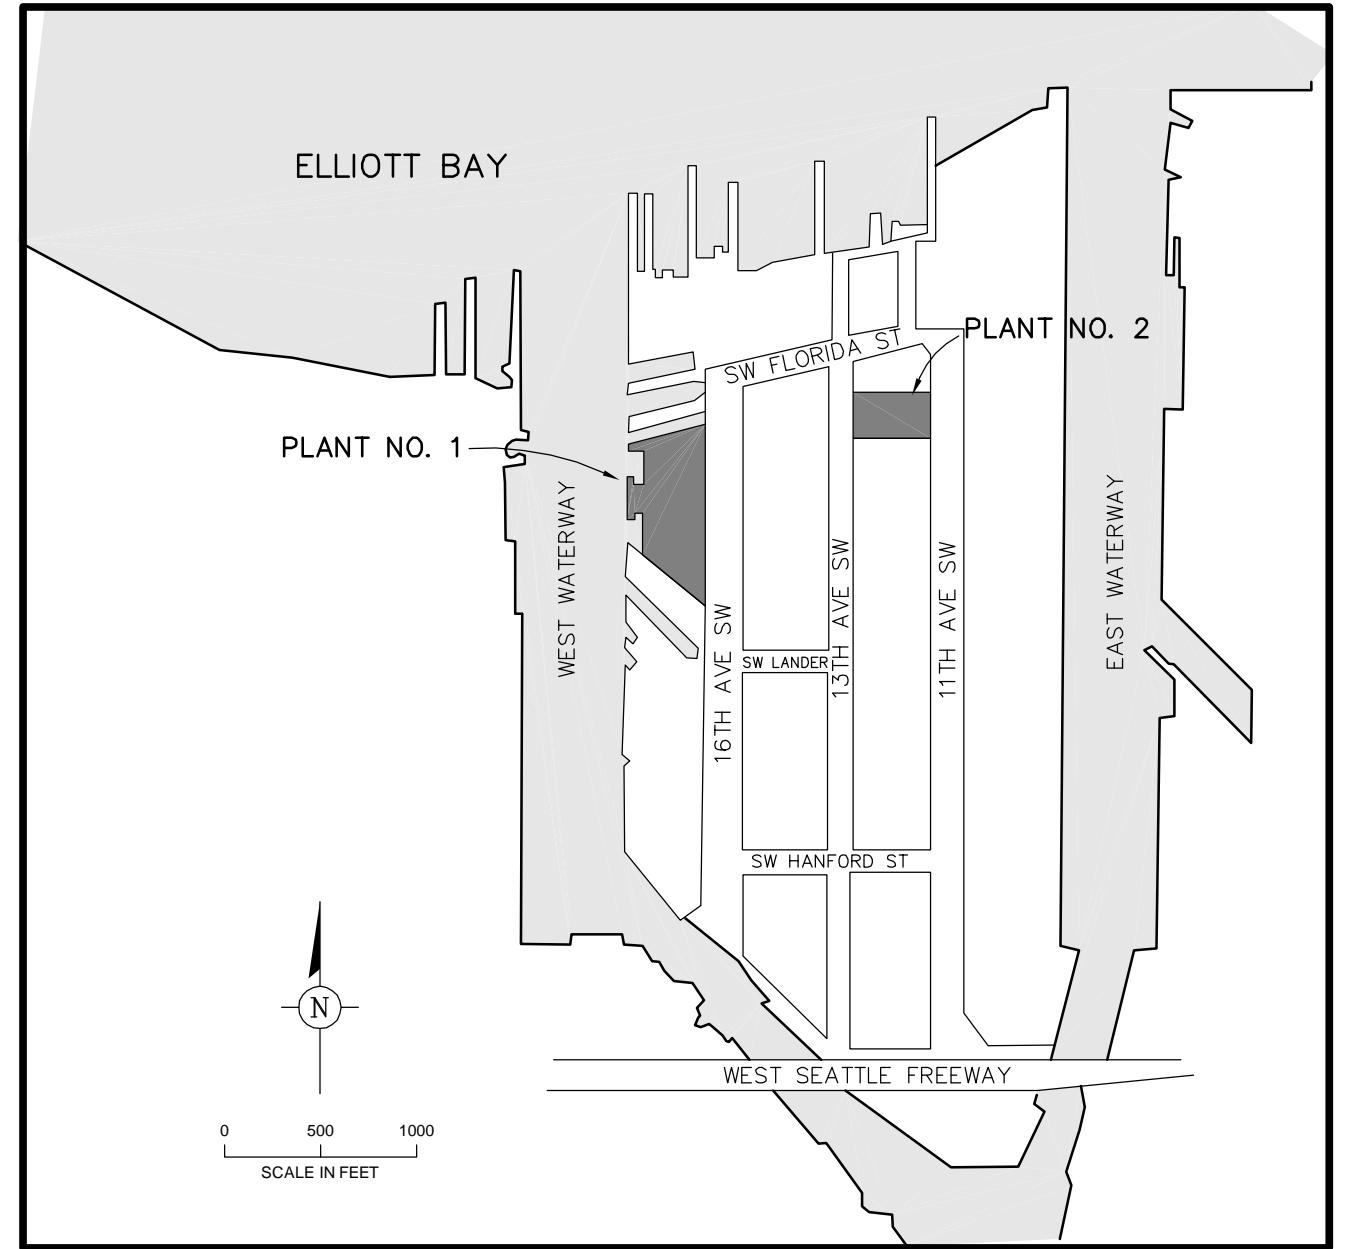 ELLIOTT BAY
PLANT NO. 2
SW FLORIDA ST
PLANT NO. 1
WEST WATERWAY
EAST WATERWAY
16TH AVE SW
13TH AVE SW
11TH AVE SW
SW LANDER
SW HANFORD ST
N
WEST SEATTLE FREEWAY
0 500 1000
SCALE IN FEET